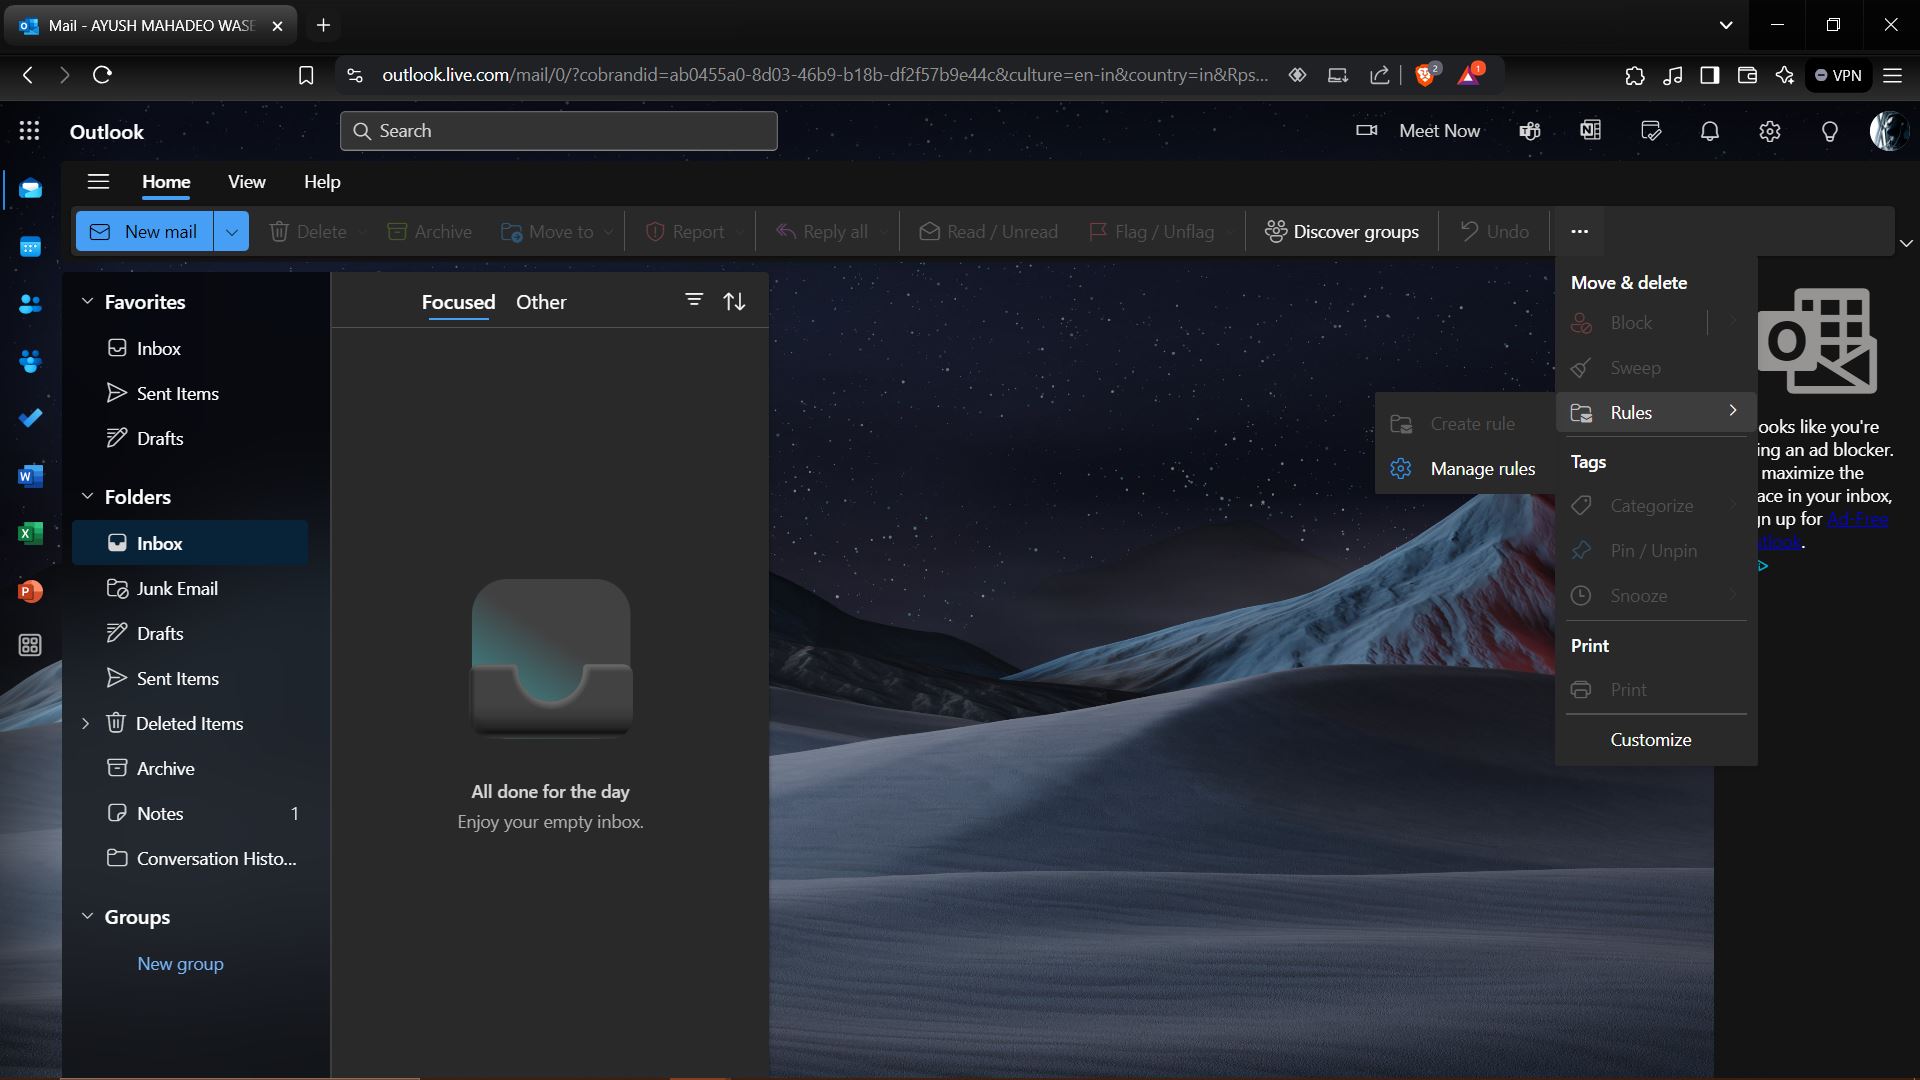 Mail - AYUSH MAHADEO WASE
outlook.live.com/mail/0/?cobrandid=ab0455a0-8d03-46b9-b18b-df2f57b9e44c&culture=en-in&country=in&Rps...
2
1
VPN
Outlook
Search
Meet Now
Home
View
Help
New mail
Delete
Archive
Move to
Report
Reply all
Read / Unread
Flag / Unflag
Discover groups
Undo
Favorites
Inbox
Sent Items
Drafts
Folders
Inbox
Junk Email
Drafts
Sent Items
Deleted Items
Archive
Notes 1
Conversation Histo...
Groups
New group
Focused
Other
All done for the day
Enjoy your empty inbox.
Create rule
Manage rules
Move & delete
Block
Sweep
Rules
Tags
Categorize
Pin / Unpin
Snooze
Print
Print
Customize
ooks like you're
ing an ad blocker.
maximize the
ace in your inbox,
n up for Ad-Free
utlook.